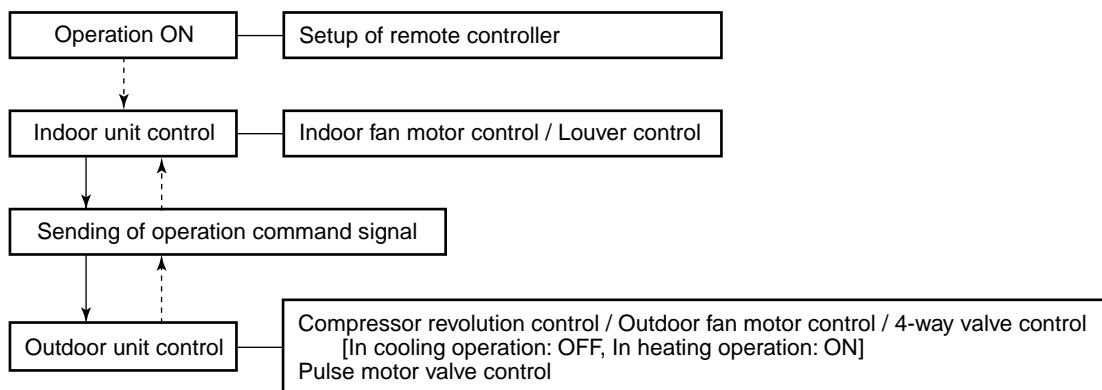 Operation ON
Setup of remote controller
Indoor unit control
Indoor fan motor control / Louver control
Sending of operation command signal
Outdoor unit control
Compressor revolution control / Outdoor fan motor control / 4-way valve control
[In cooling operation: OFF, In heating operation: ON]
Pulse motor valve control